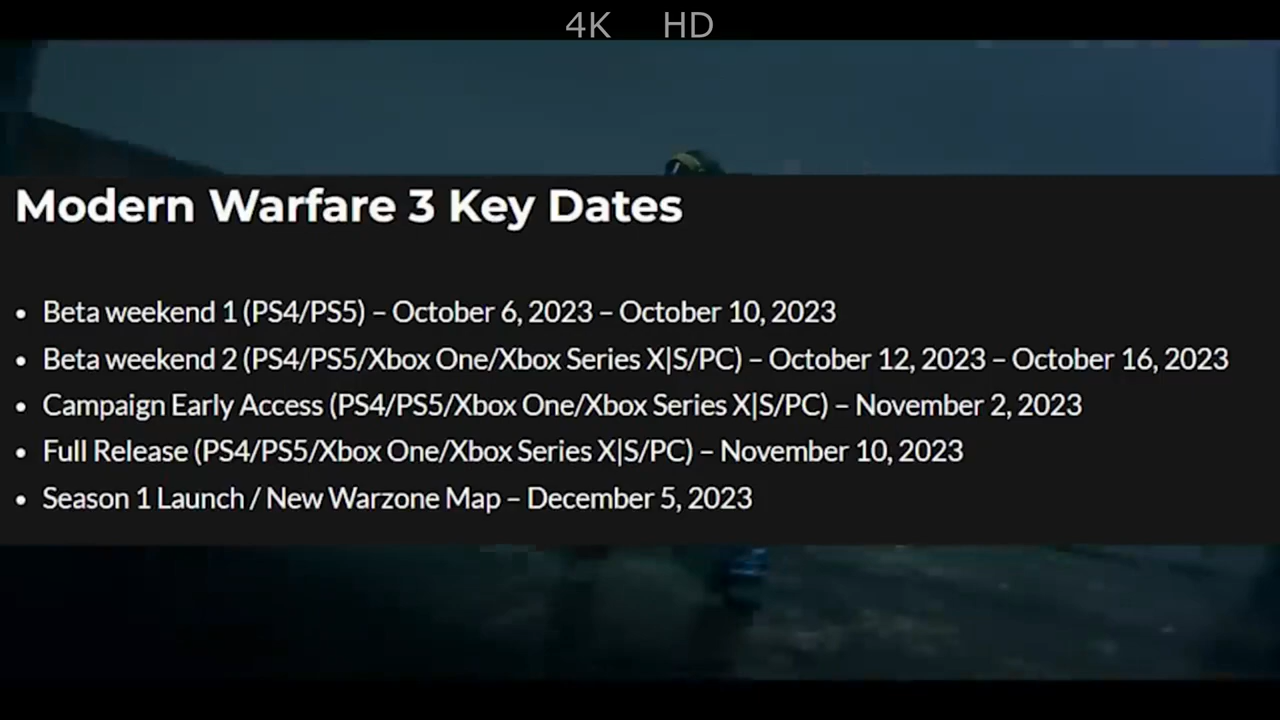 4K HD
Modern Warfare 3 Key Dates
• Beta weekend 1 (PS4/PS5) – October 6, 2023 – October 10, 2023
• Beta weekend 2 (PS4/PS5/Xbox One/Xbox Series X|S/PC) – October 12, 2023 – October 16, 2023
• Campaign Early Access (PS4/PS5/Xbox One/Xbox Series X|S/PC) – November 2, 2023
• Full Release (PS4/PS5/Xbox One/Xbox Series X|S/PC) – November 10, 2023
• Season 1 Launch / New Warzone Map – December 5, 2023